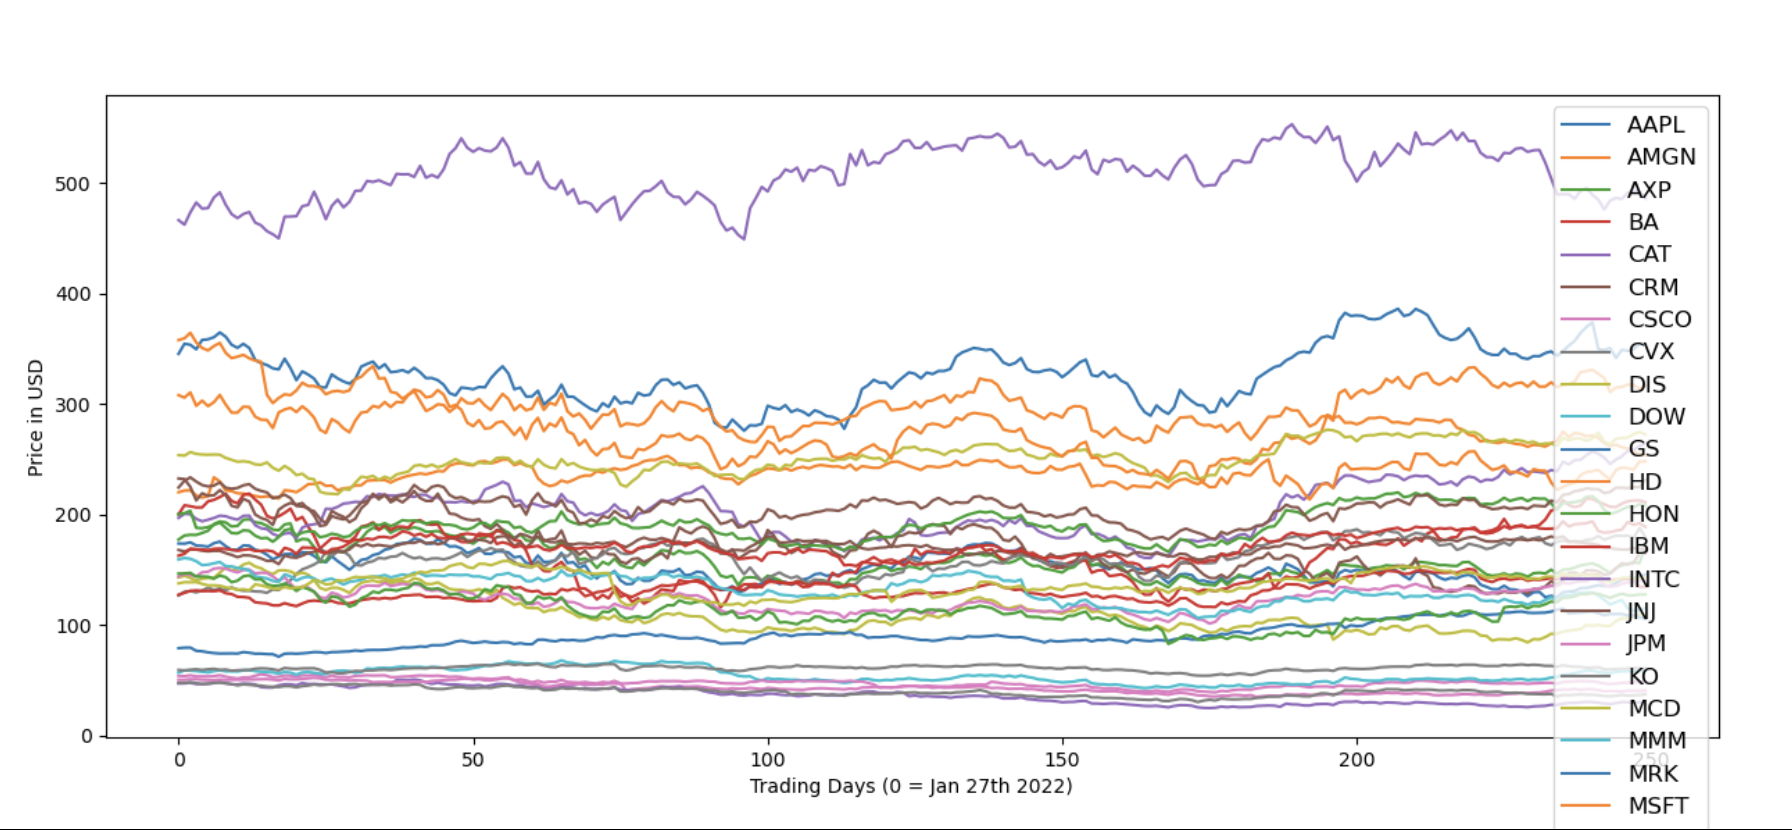 500
400
300
200
100
0
Price in USD
0
50
100
150
200
250
Trading Days (0 = Jan 27th 2022)
AAPL
AMGN
AXP
BA
CAT
CRM
CSCO
CVX
DIS
DOW
GS
HD
HON
IBM
INTC
JNJ
JPM
KO
MCD
MMM
MRK
MSFT